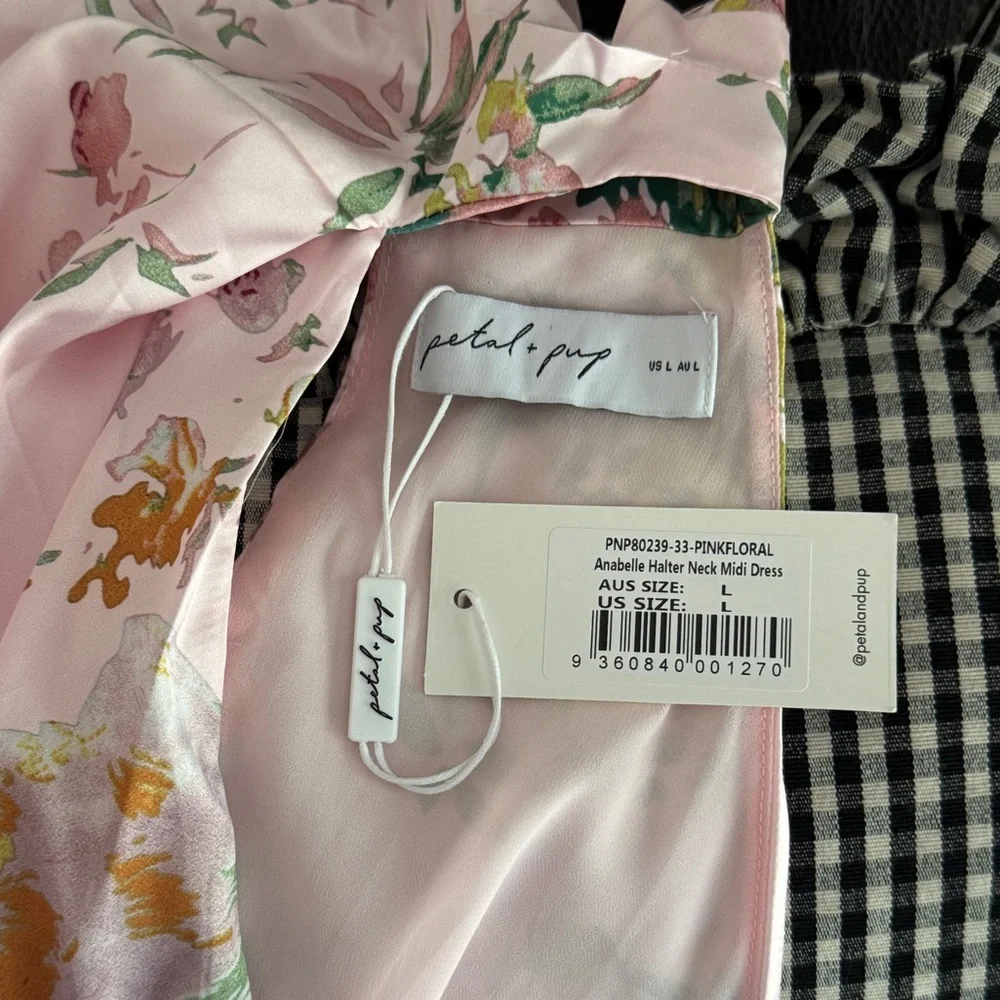 petal + pup
US L AU L
PNP80239-33-PINKFLORAL
Anabelle Halter Neck Midi Dress
AUS SIZE: L
US SIZE: L
9 360840 001270
@petalandpup
petal + pup